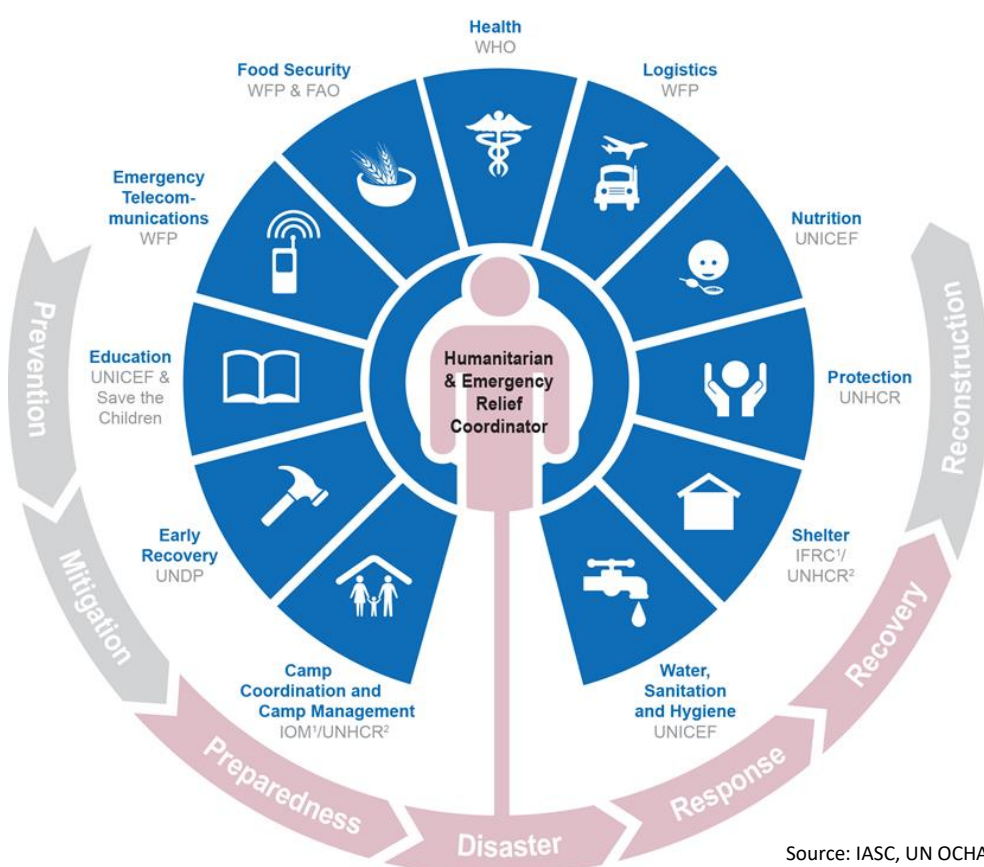 Health
WHO
Food Security
WFP & FAO
Logistics
WFP
Emergency
Telecom-
munications
WFP
Nutrition
UNICEF
Education
UNICEF &
Save the
Children
Humanitarian
& Emergency
Relief
Coordinator
Protection
UNHCR
Early
Recovery
UNDP
Shelter
IFRC¹/
UNHCR²
Camp
Coordination and
Camp Management
IOM¹/UNHCR²
Water,
Sanitation
and Hygiene
UNICEF
Prevention
Mitigation
Preparedness
Disaster
Response
Recovery
Reconstruction
Source: IASC, UN OCHA